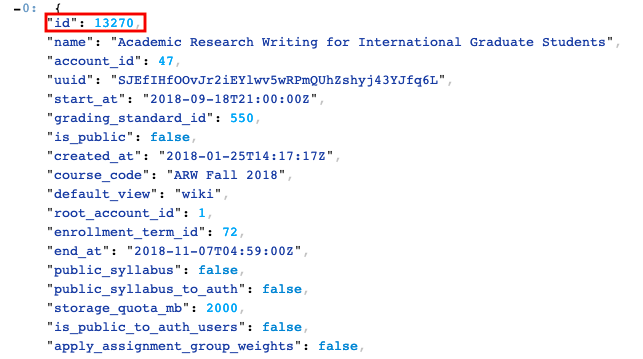 −0: {
"id": 13270,
"name": "Academic Research Writing for International Graduate Students",
"account_id": 47,
"uuid": "SJEfIHfOOvJr2iEYlwv5wRPmQUhZshyj43YJfq6L",
"start_at": "2018-09-18T21:00:00Z",
"grading_standard_id": 550,
"is_public": false,
"created_at": "2018-01-25T14:17:17Z",
"course_code": "ARW Fall 2018",
"default_view": "wiki",
"root_account_id": 1,
"enrollment_term_id": 72,
"end_at": "2018-11-07T04:59:00Z",
"public_syllabus": false,
"public_syllabus_to_auth": false,
"storage_quota_mb": 2000,
"is_public_to_auth_users": false,
"apply_assignment_group_weights": false,